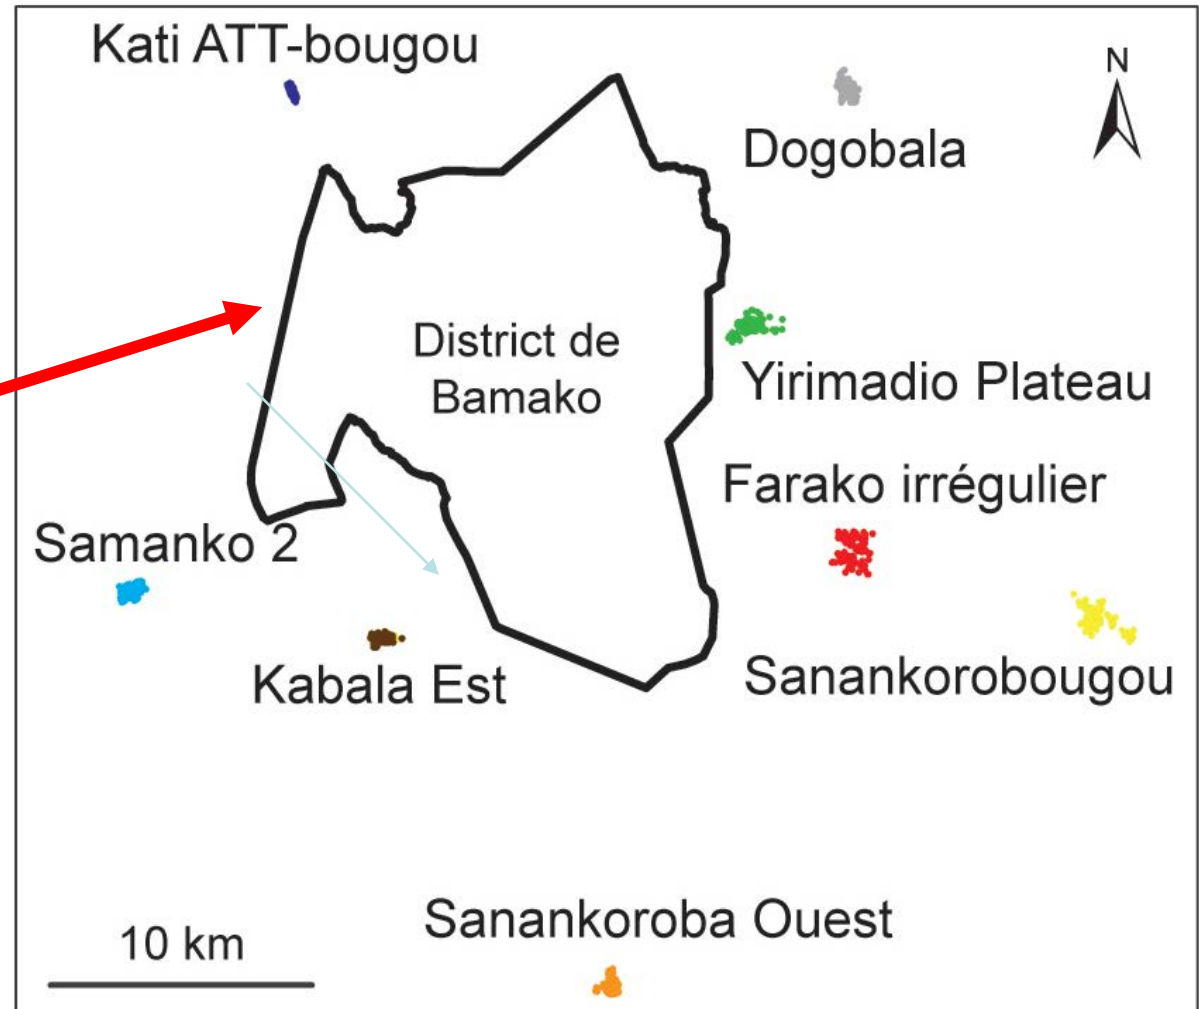 Kati ATT-bougou
N
Dogobala
District de
Bamako
Yirimadio Plateau
Farako irrégulier
Samanko 2
Kabala Est
Sanankorobougou
Sanankoroba Ouest
10 km